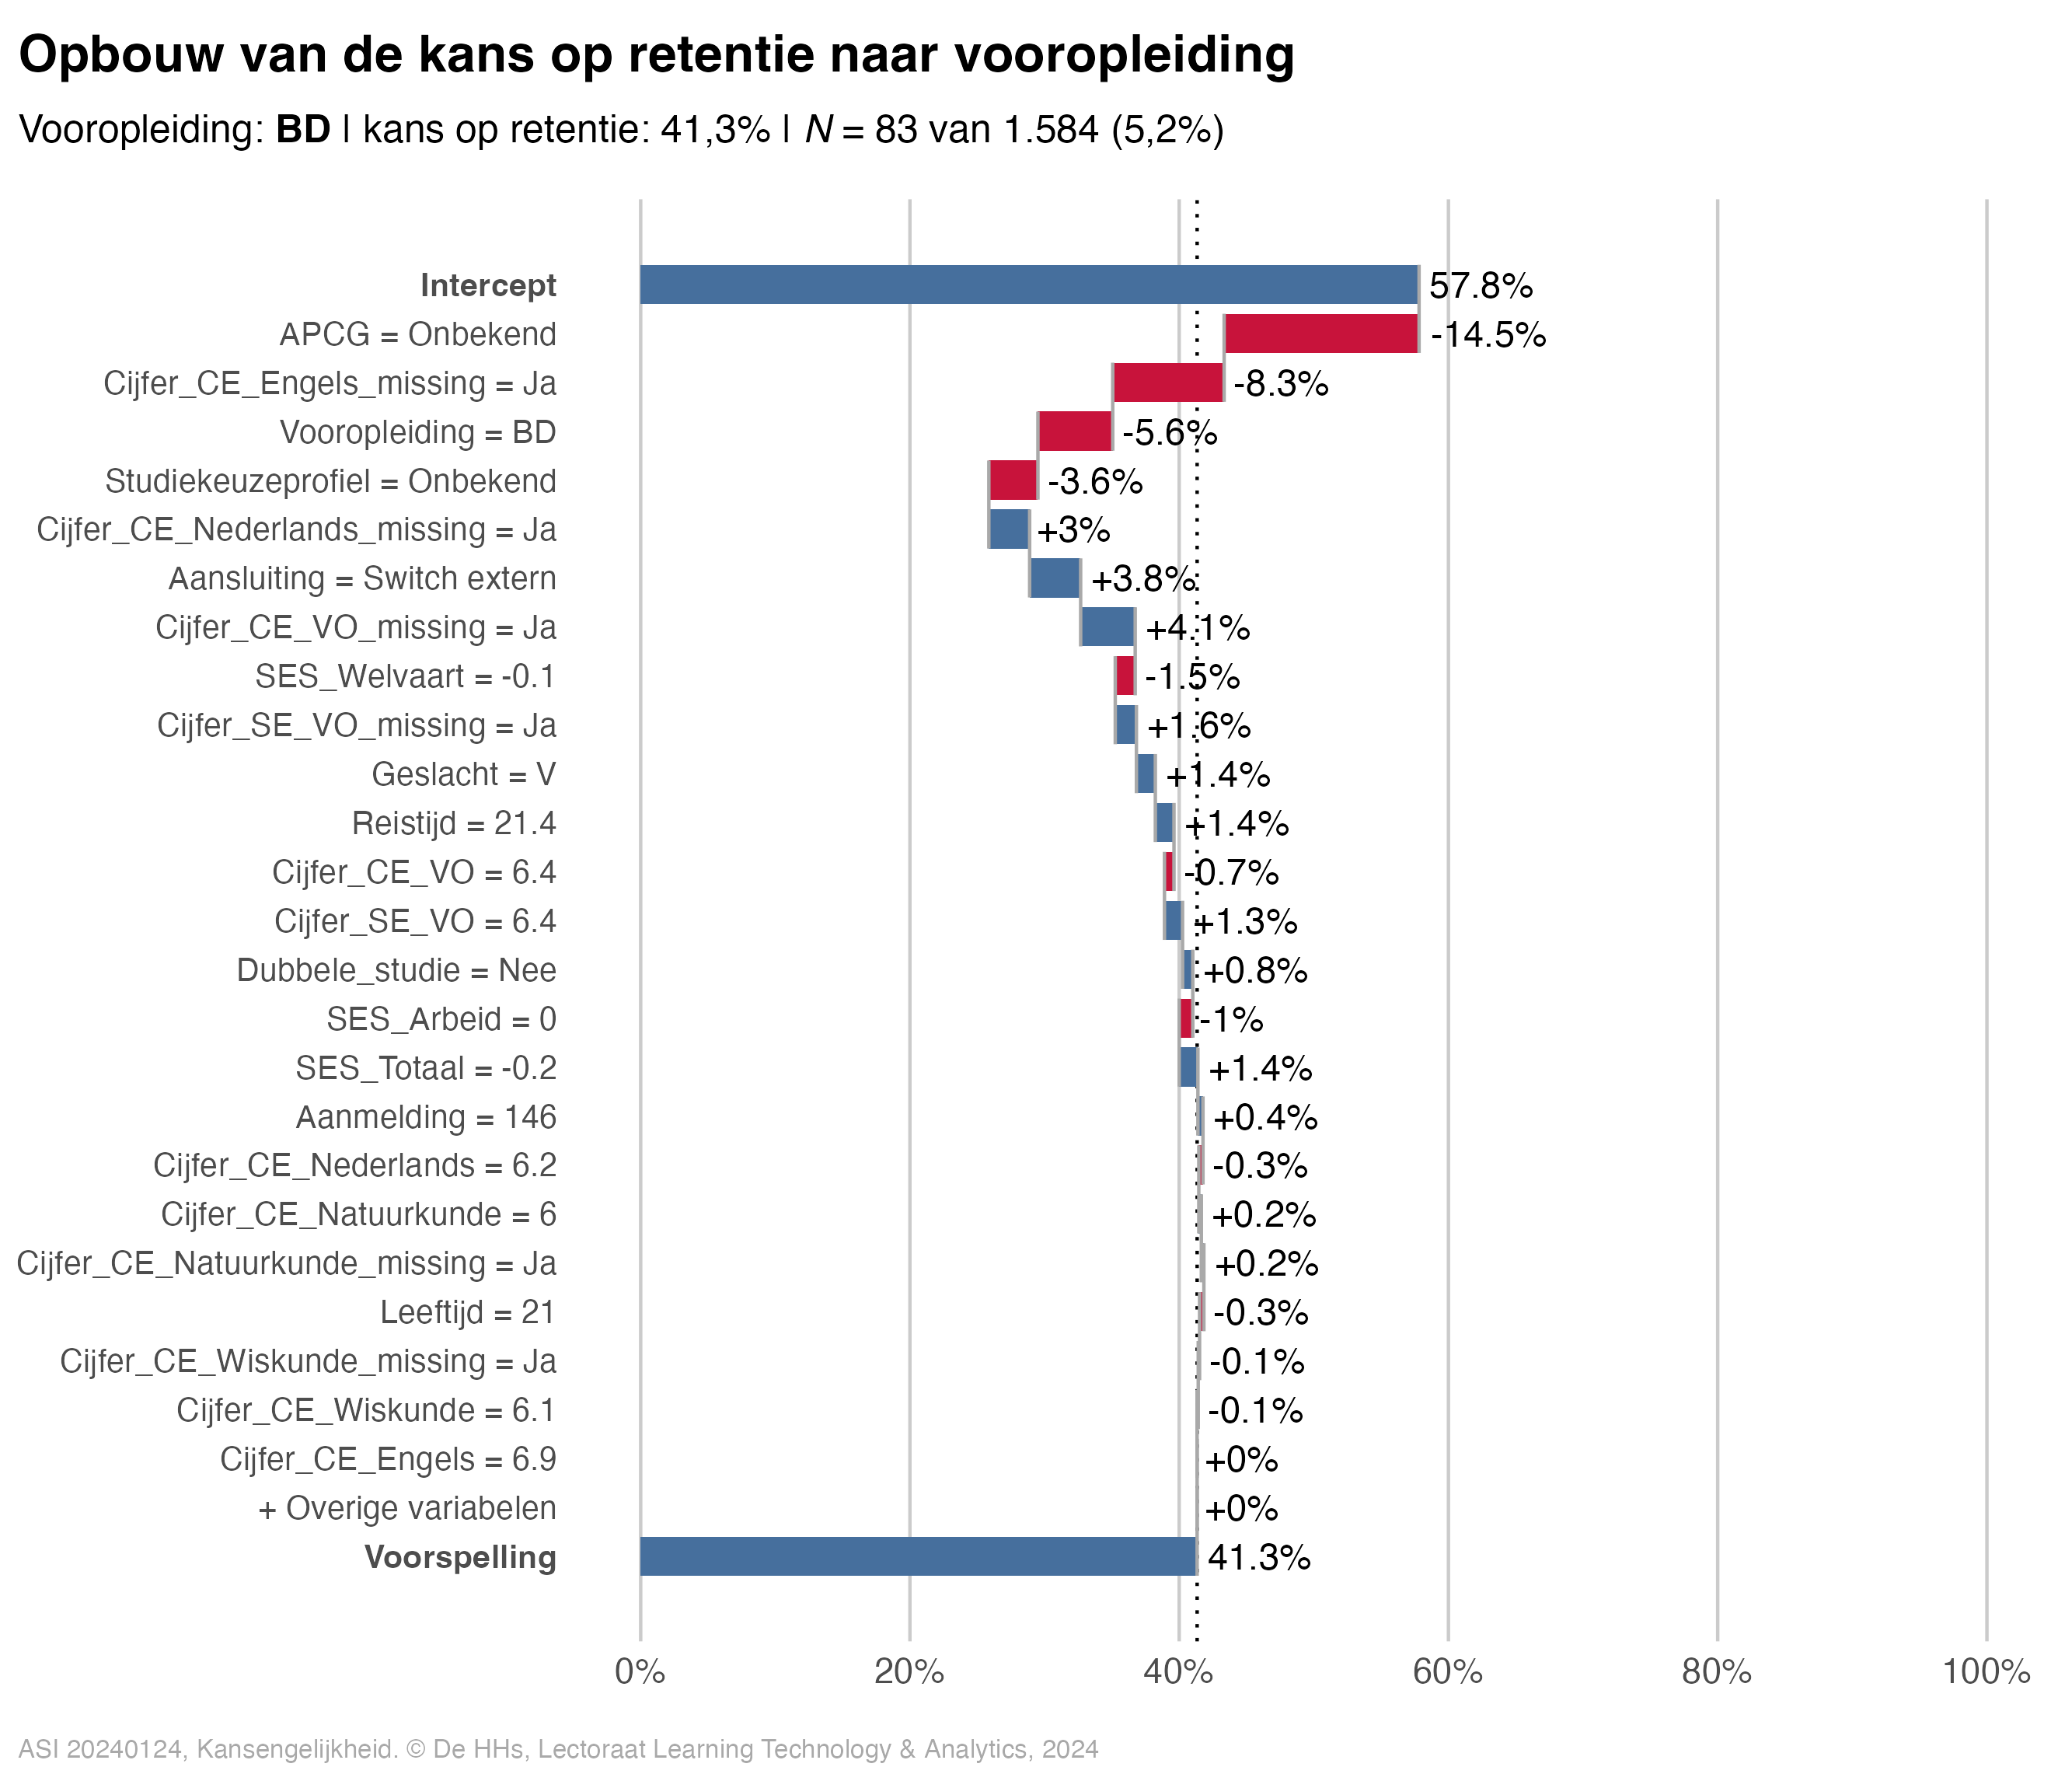 Opbouw van de kans op retentie naar vooropleiding
Vooropleiding: BD | kans op retentie: 41,3% | N = 83 van 1.584 (5,2%)
Intercept 57.8%
APCG = Onbekend -14.5%
Cijfer_CE_Engels_missing = Ja -8.3%
Vooropleiding = BD -5.6%
Studiekeuzeprofiel = Onbekend -3.6%
Cijfer_CE_Nederlands_missing = Ja +3%
Aansluiting = Switch extern +3.8%
Cijfer_CE_VO_missing = Ja +4.1%
SES_Welvaart = -0.1 -1.5%
Cijfer_SE_VO_missing = Ja +1.6%
Geslacht = V +1.4%
Reistijd = 21.4 +1.4%
Cijfer_CE_VO = 6.4 -0.7%
Cijfer_SE_VO = 6.4 +1.3%
Dubbele_studie = Nee +0.8%
SES_Arbeid = 0 -1%
SES_Totaal = -0.2 +1.4%
Aanmelding = 146 +0.4%
Cijfer_CE_Nederlands = 6.2 -0.3%
Cijfer_CE_Natuurkunde = 6 +0.2%
Cijfer_CE_Natuurkunde_missing = Ja +0.2%
Leeftijd = 21 -0.3%
Cijfer_CE_Wiskunde_missing = Ja -0.1%
Cijfer_CE_Wiskunde = 6.1 -0.1%
Cijfer_CE_Engels = 6.9 +0%
+ Overige variabelen +0%
Voorspelling 41.3%
0% 20% 40% 60% 80% 100%
ASI 20240124, Kansengelijkheid. © De HHs, Lectoraat Learning Technology & Analytics, 2024